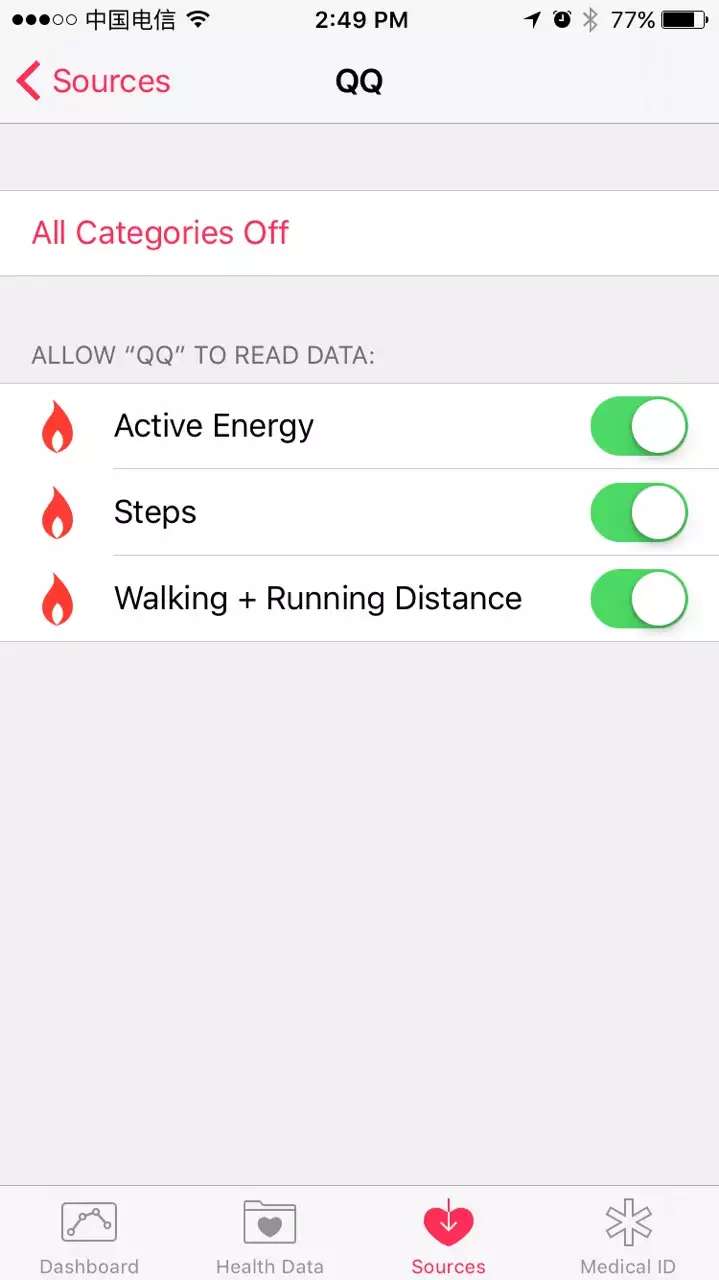 中国电信 2:49 PM 77%
Sources QQ
All Categories Off
ALLOW “QQ” TO READ DATA:
Active Energy
Steps
Walking + Running Distance
Dashboard Health Data Sources Medical ID